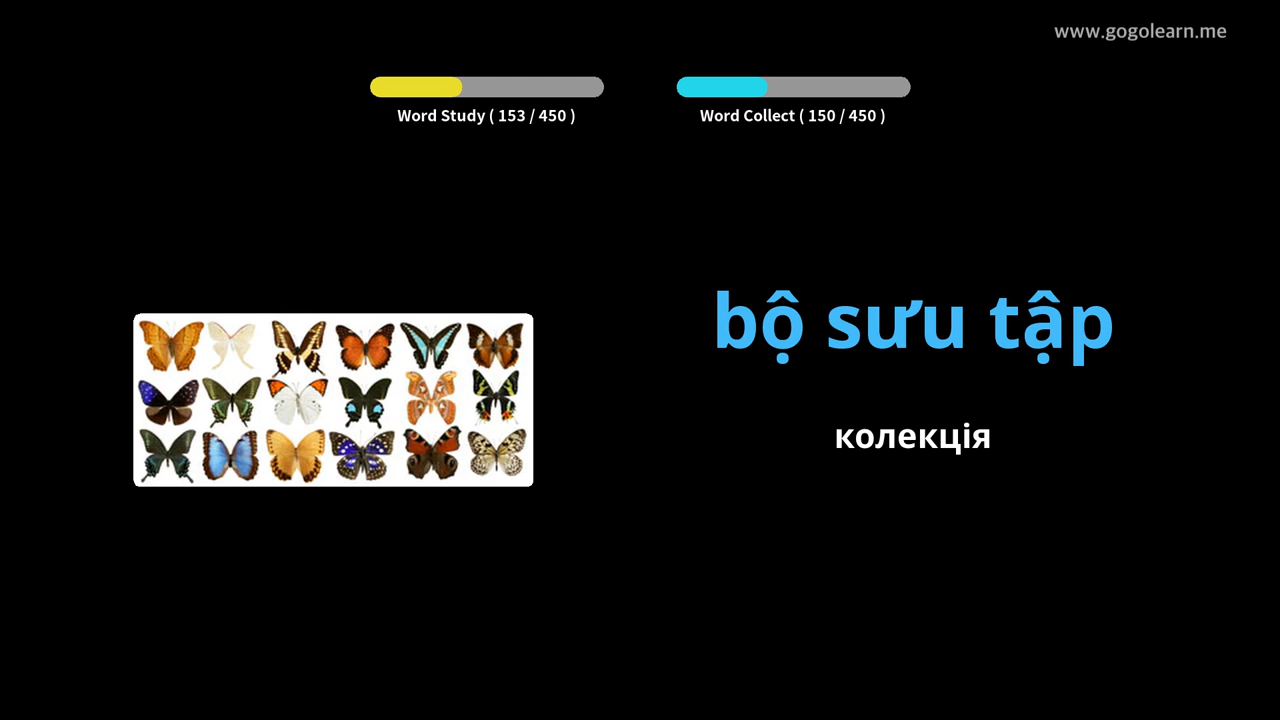 www.gogolearn.me
Word Study ( 153 / 450 )
Word Collect ( 150 / 450 )
bộ sưu tập
колекція